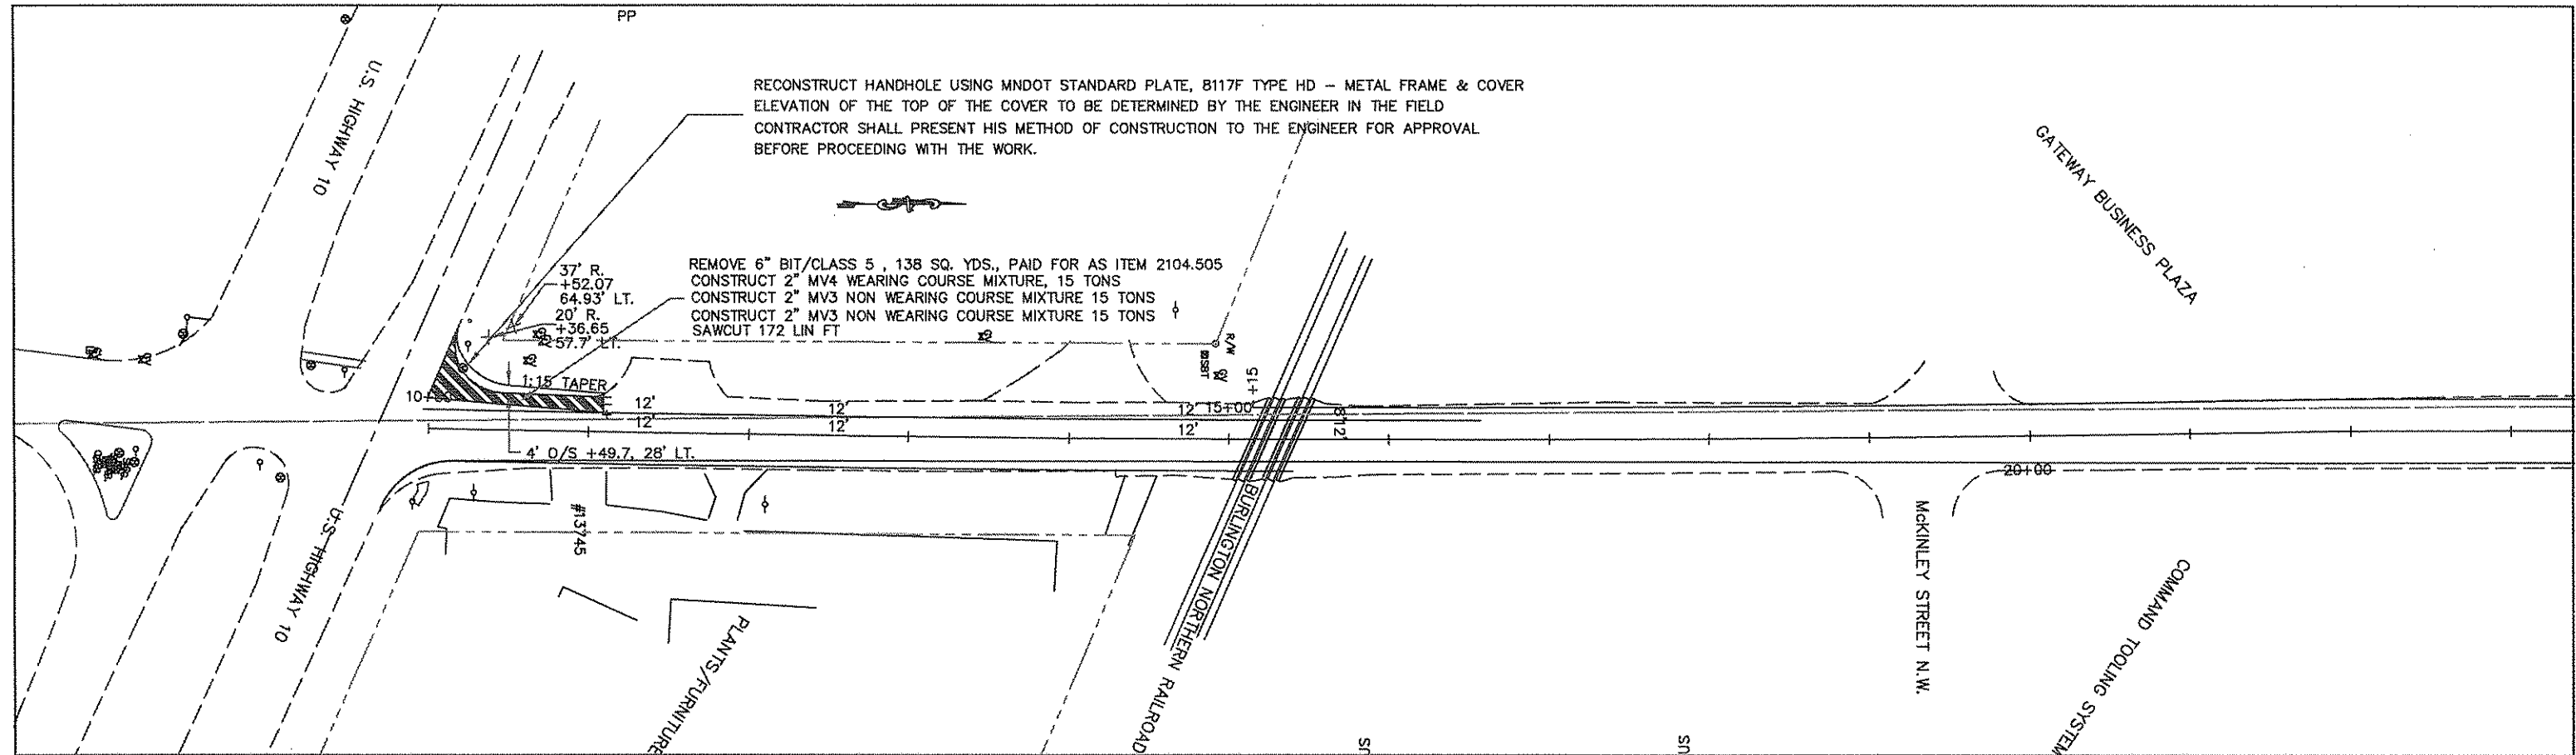 PP
U.S. HIGHWAY 10
RECONSTRUCT HANDHOLE USING MNDOT STANDARD PLATE, 8117F TYPE HD - METAL FRAME & COVER
ELEVATION OF THE TOP OF THE COVER TO BE DETERMINED BY THE ENGINEER IN THE FIELD
CONTRACTOR SHALL PRESENT HIS METHOD OF CONSTRUCTION TO THE ENGINEER FOR APPROVAL
BEFORE PROCEEDING WITH THE WORK.
GATEWAY BUSINESS PLAZA
REMOVE 6" BIT/CLASS 5 , 138 SQ. YDS., PAID FOR AS ITEM 2104.505
CONSTRUCT 2" MV4 WEARING COURSE MIXTURE, 15 TONS
CONSTRUCT 2" MV3 NON WEARING COURSE MIXTURE 15 TONS
CONSTRUCT 2" MV3 NON WEARING COURSE MIXTURE 15 TONS
SAWCUT 172 LIN FT
37' R.
+52.07
64.93' LT.
20' R.
+36.65
57.7' LT.
R/W
SBT
GV
+15
1:15 TAPER
12'
12'
12'
15+00
12'
12'
12'
8'12'
4' O/S +49.7, 28' LT.
20+00
#13745
U.S. HIGHWAY 10
BURLINGTON NORTHERN RAILROAD
McKINLEY STREET N.W.
COMMAND TOOLING SYSTEM
PLANTS/FURNITURE
US
US